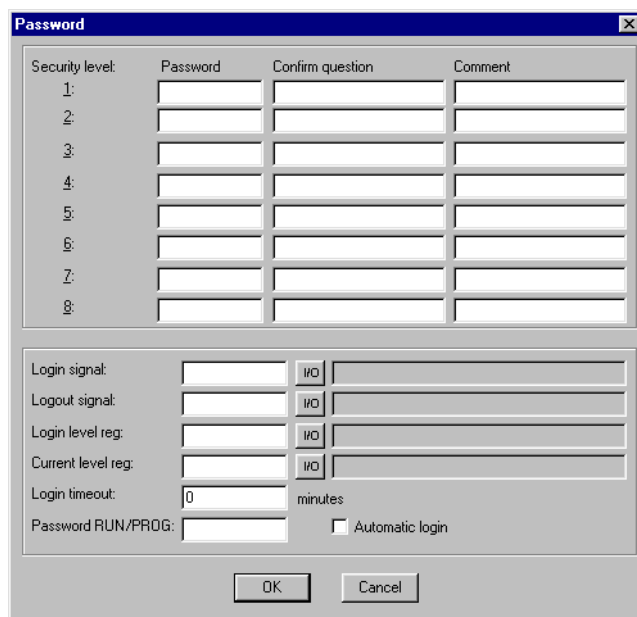 Password
Security level: Password Confirm question Comment
1:
2:
3:
4:
5:
6:
7:
8:
Login signal: I/O
Logout signal: I/O
Login level reg: I/O
Current level reg: I/O
Login timeout: 0 minutes
Password RUN/PROG: Automatic login
OK Cancel